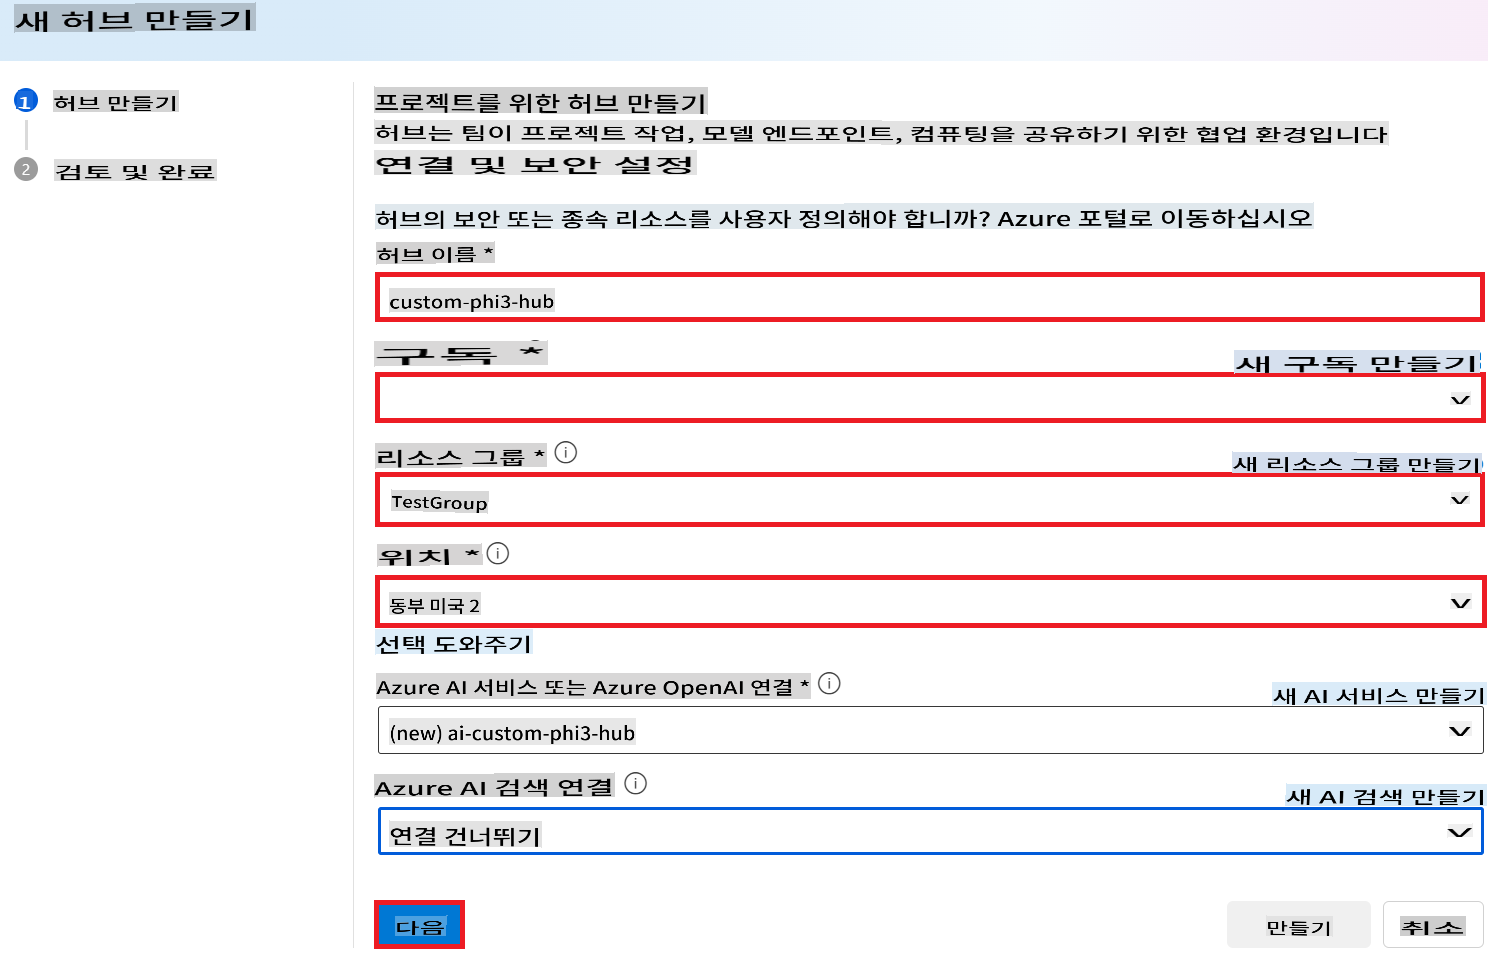 새 허브 만들기
1 허브 만들기
2 검토 및 완료
프로젝트를 위한 허브 만들기
허브는 팀이 프로젝트 작업, 모델 엔드포인트, 컴퓨팅을 공유하기 위한 협업 환경입니다
연결 및 보안 설정
허브의 보안 또는 종속 리소스를 사용자 정의해야 합니까? Azure 포털로 이동하십시오
허브 이름 *
custom-phi3-hub
구독 *
새 구독 만들기
리소스 그룹 *
새 리소스 그룹 만들기
TestGroup
위치 *
동부 미국 2
선택 도와주기
Azure AI 서비스 또는 Azure OpenAI 연결 *
새 AI 서비스 만들기
(new) ai-custom-phi3-hub
Azure AI 검색 연결
새 AI 검색 만들기
연결 건너뛰기
다음
만들기
취소